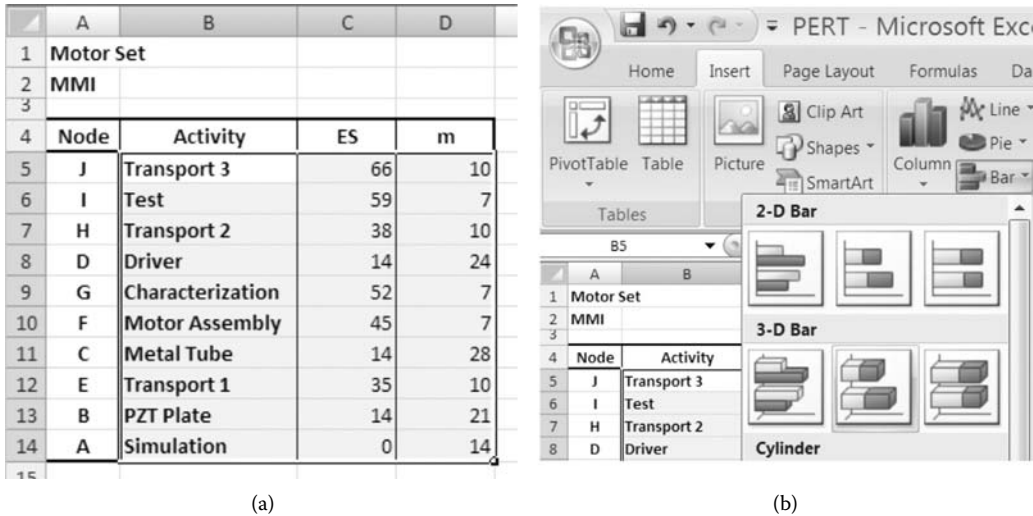 A B C D
1 Motor Set
2 MMI
3
4 Node Activity ES m
5 J Transport 3 66 10
6 I Test 59 7
7 H Transport 2 38 10
8 D Driver 14 24
9 G Characterization 52 7
10 F Motor Assembly 45 7
11 C Metal Tube 14 28
12 E Transport 1 35 10
13 B PZT Plate 14 21
14 A Simulation 0 14
15
(a)
PERT - Microsoft Exce
Home Insert Page Layout Formulas Da
PivotTable Table Picture Clip Art Shapes SmartArt Column Line Pie Bar
Tables
2-D Bar
B5
A B
1 Motor Set
2 MMI
3
3-D Bar
4 Node Activity
5 J Transport 3
6 I Test
7 H Transport 2
8 D Driver
Cylinder
(b)